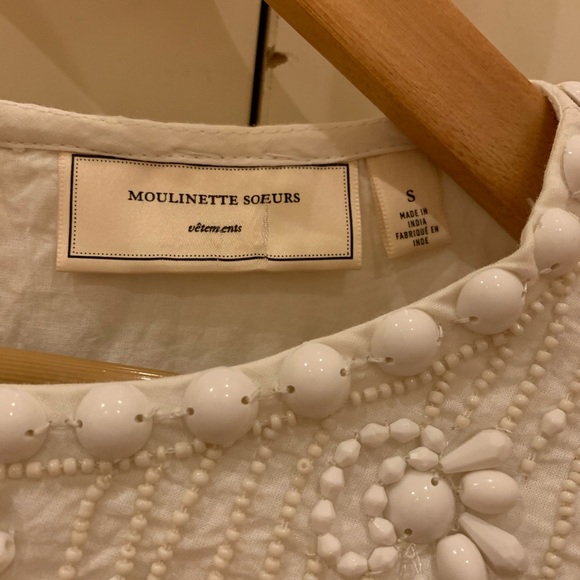 MOULINETTE SOEURS
vêtements
S
MADE IN
INDIA
FABRIQUÉ EN
INDE